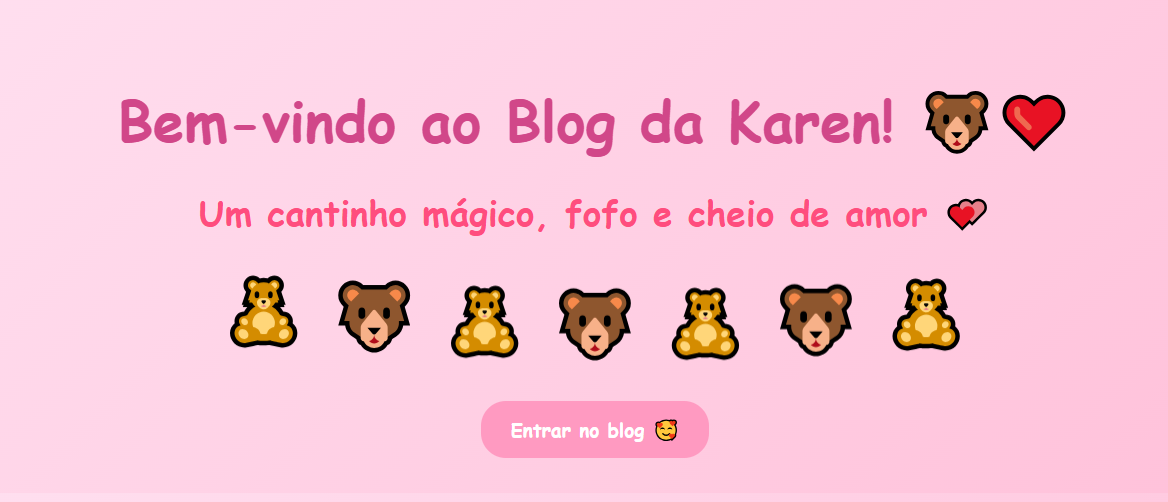 Bem-vindo ao Blog da Karen! 🐻❤️
Um cantinho mágico, fofo e cheio de amor 💕
🧸 🐻 🧸 🐻 🧸 🐻 🧸
Entrar no blog 🥰